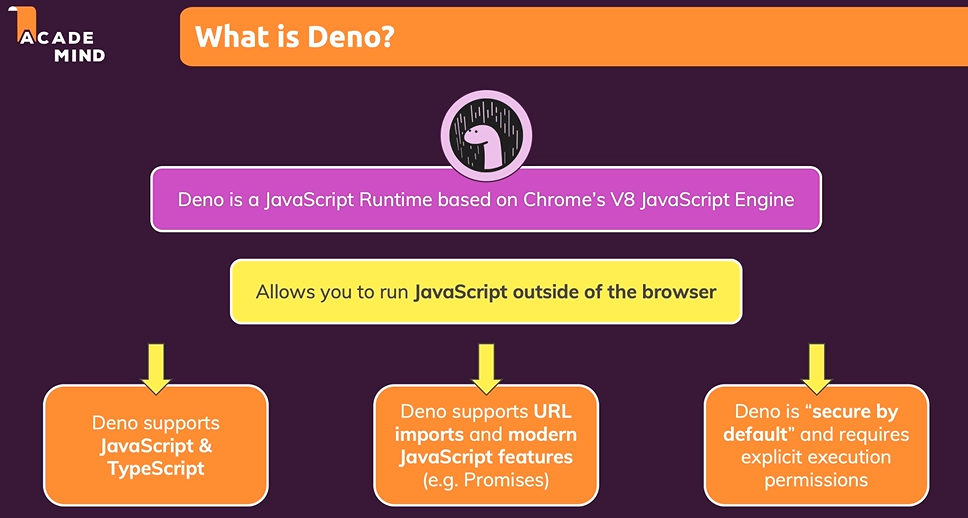 ACADE
MIND
What is Deno?
Deno is a JavaScript Runtime based on Chrome's V8 JavaScript Engine
Allows you to run JavaScript outside of the browser
Deno supports
JavaScript &
TypeScript
Deno supports URL
imports and modern
JavaScript features
(e.g. Promises)
Deno is “secure by
default” and requires
explicit execution
permissions